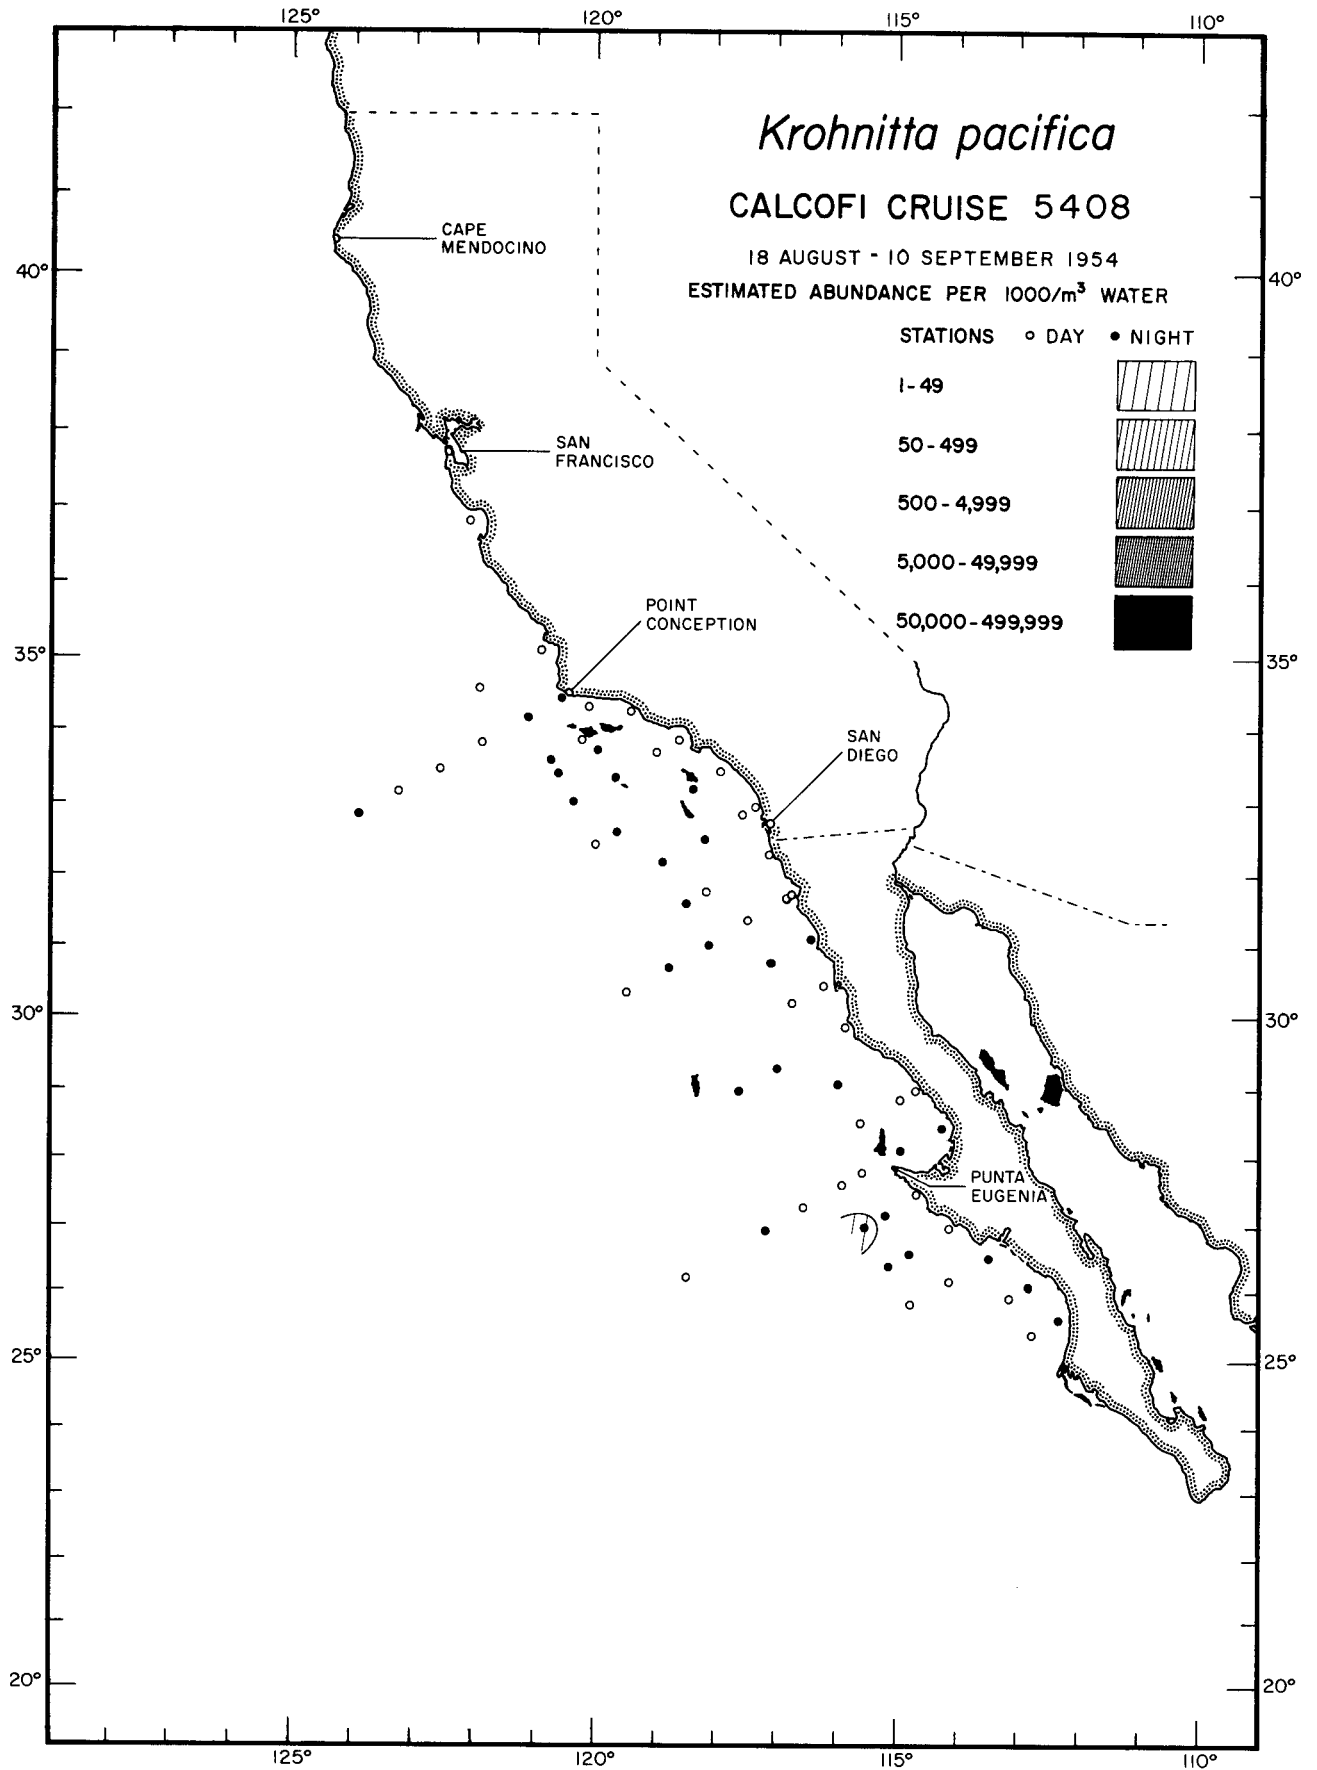 125° 120° 115° 110°
Krohnitta pacifica
CALCOFI CRUISE 5408
18 AUGUST - 10 SEPTEMBER 1954
ESTIMATED ABUNDANCE PER 1000/m³ WATER
STATIONS ○ DAY ● NIGHT
1-49
50-499
500-4,999
5,000-49,999
50,000-499,999
CAPE
MENDOCINO
40° 40°
SAN
FRANCISCO
POINT
CONCEPTION
35° 35°
SAN
DIEGO
30° 30°
PUNTA
EUGENIA
25° 25°
20° 20°
125° 120° 115° 110°